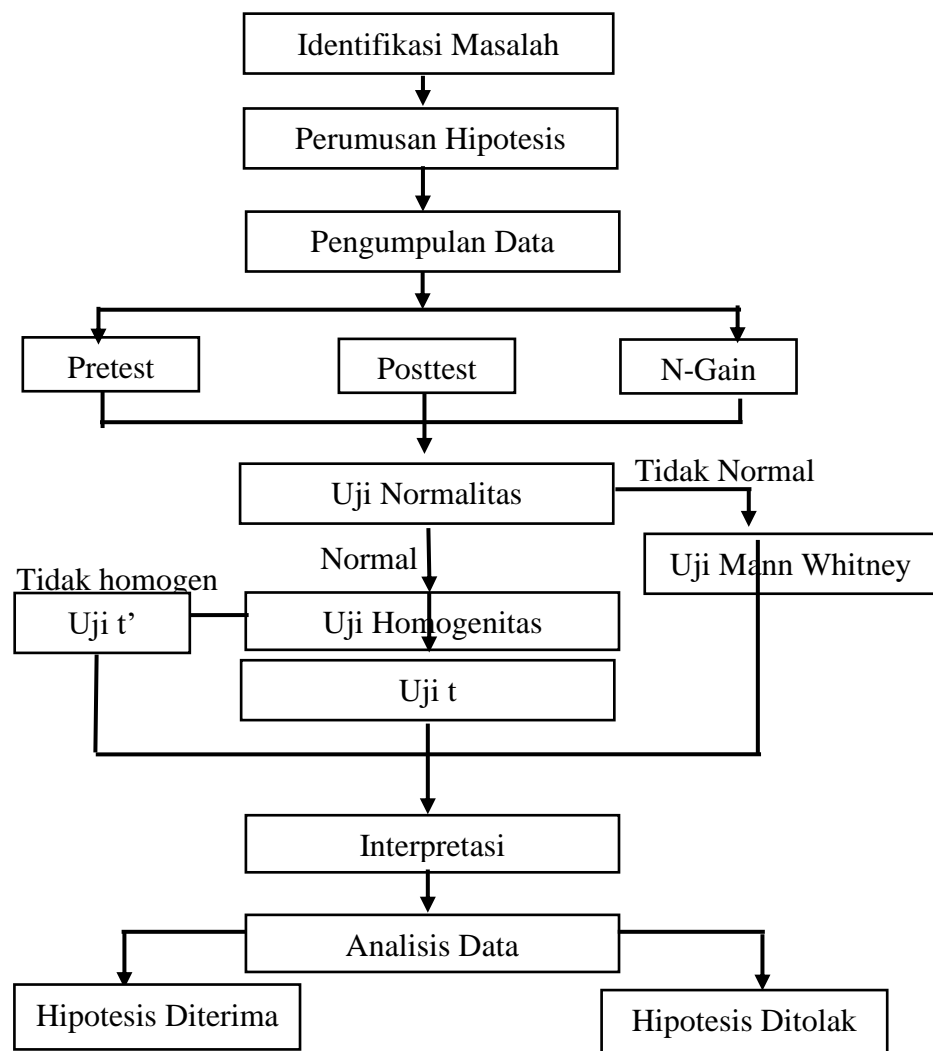 Identifikasi Masalah
Perumusan Hipotesis
Pengumpulan Data
Pretest
Posttest
N-Gain
Uji Normalitas
Tidak Normal
Normal
Uji Mann Whitney
Tidak homogen
Uji t’
Uji Homogenitas
Uji t
Interpretasi
Analisis Data
Hipotesis Diterima
Hipotesis Ditolak